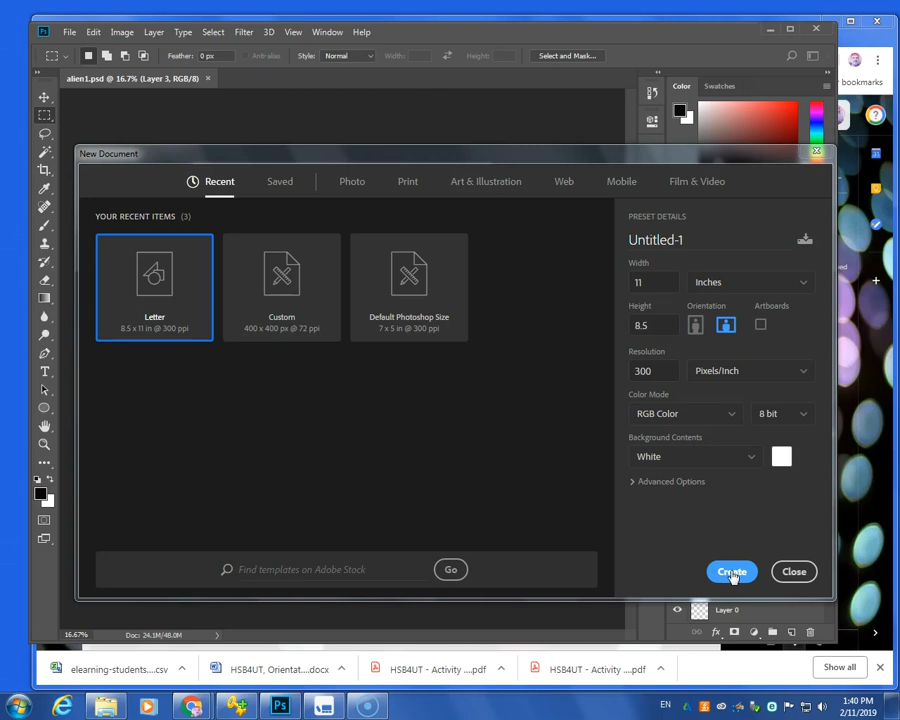 Ps File Edit Image Layer Type Select Filter 3D View Window Help
Feather: 0 px Anti-alias Style: Normal Width: Height: Select and Mask...
alien1.psd @ 16.7% (Layer 3, RGB/8) ×
Color Swatches
bookmarks
New Document
Recent Saved Photo Print Art & Illustration Web Mobile Film & Video
YOUR RECENT ITEMS (3)
Letter
8.5 x 11 in @ 300 ppi
Custom
400 x 400 px @ 72 ppi
Default Photoshop Size
7 x 5 in @ 300 ppi
PRESET DETAILS
Untitled-1
Width
11 Inches
Height Orientation Artboards
8.5
Resolution
300 Pixels/Inch
Color Mode
RGB Color 8 bit
Background Contents
White
Advanced Options
Find templates on Adobe Stock Go
Create Close
Layer 0
16.67% Doc: 24.1M/48.0M
elearning-students....csv
HSB4UT, Orientat....docx
HSB4UT - Activity ....pdf
HSB4UT - Activity ....pdf
Show all
Ps
EN
1:40 PM
2/11/2019